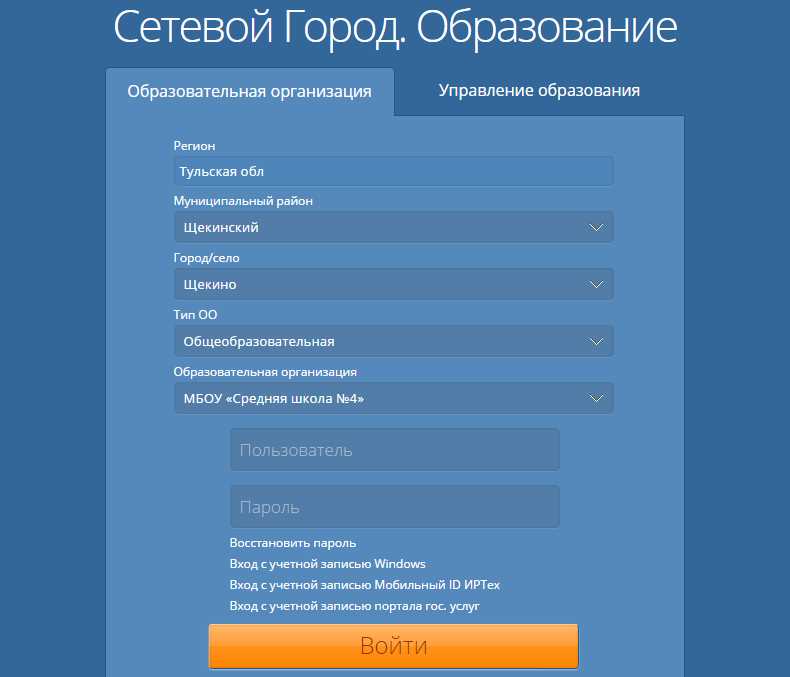 Сетевой Город. Образование
Образовательная организация
Управление образования
Регион
Тульская обл
Муниципальный район
Щекинский
Город/село
Щекино
Тип ОО
Общеобразовательная
Образовательная организация
МБОУ «Средняя школа №4»
Пользователь
Пароль
Восстановить пароль
Вход с учетной записью Windows
Вход с учетной записью Мобильный ID ИРТех
Вход с учетной записью портала гос. услуг
Войти